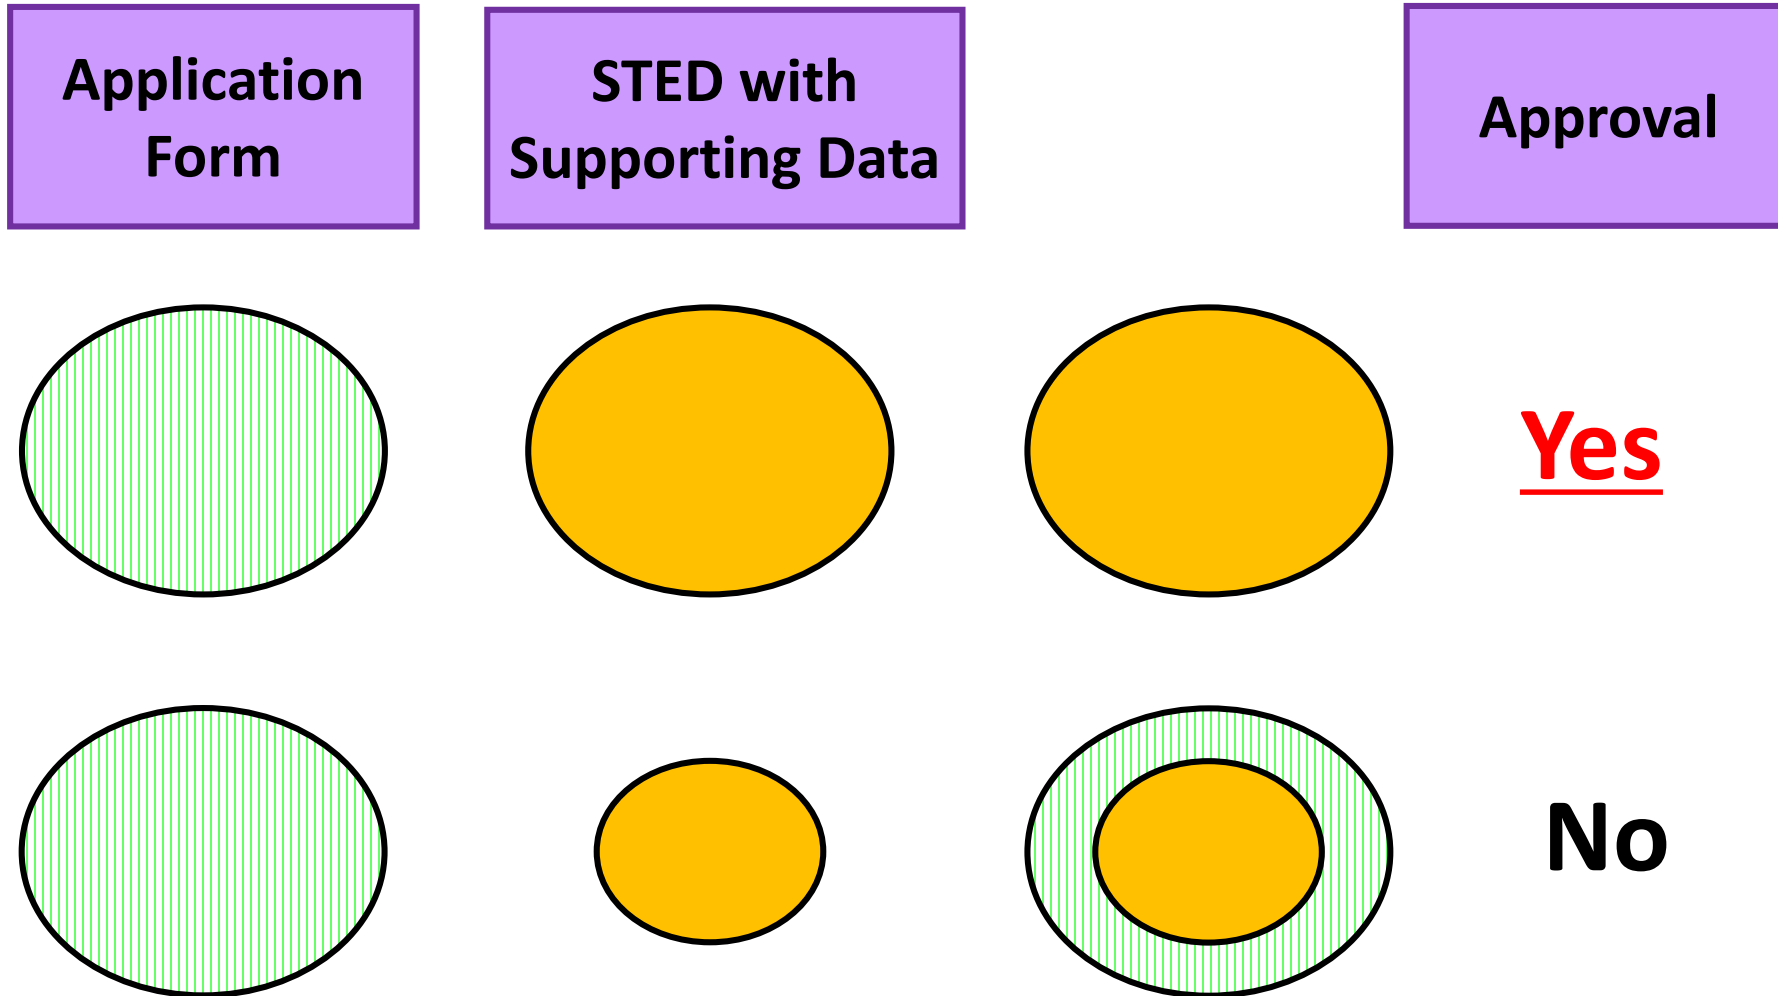 Application
Form
STED with
Supporting Data
Approval
Yes
No